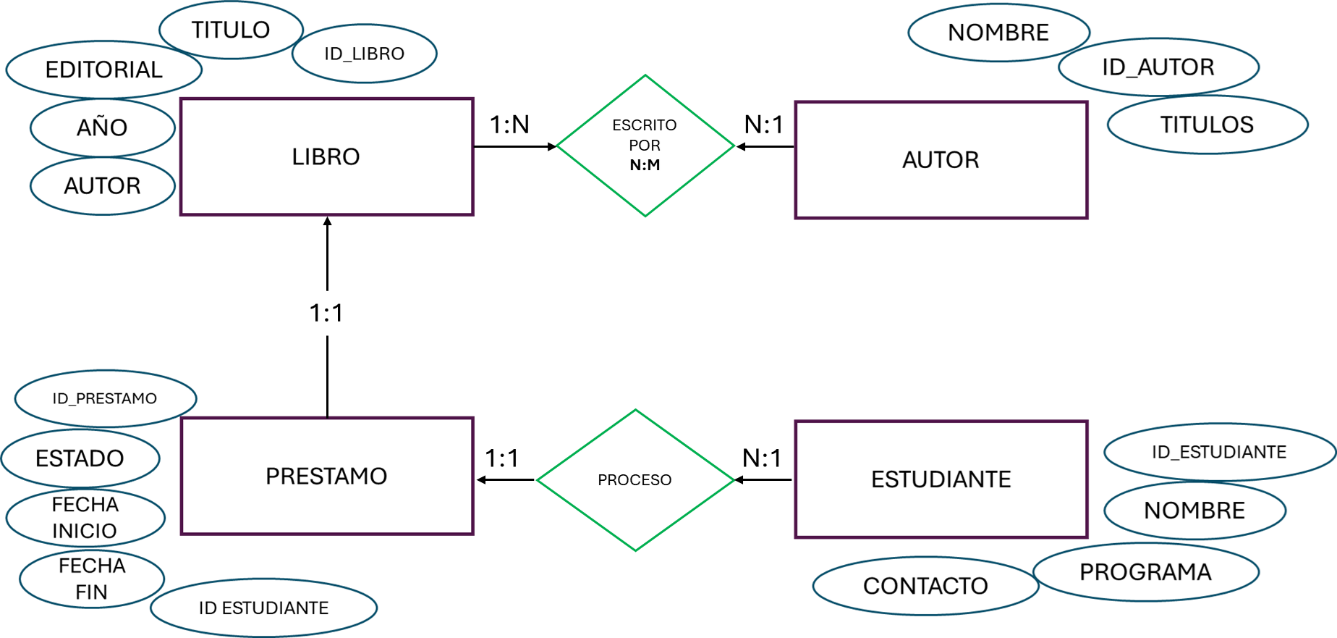 TITULO
ID_LIBRO
EDITORIAL
AÑO
AUTOR
LIBRO
1:N
ESCRITO
POR
N:M
N:1
NOMBRE
ID_AUTOR
TITULOS
AUTOR
1:1
ID_PRESTAMO
ESTADO
FECHA
INICIO
FECHA
FIN
ID ESTUDIANTE
PRESTAMO
1:1
PROCESO
N:1
ESTUDIANTE
ID_ESTUDIANTE
NOMBRE
PROGRAMA
CONTACTO